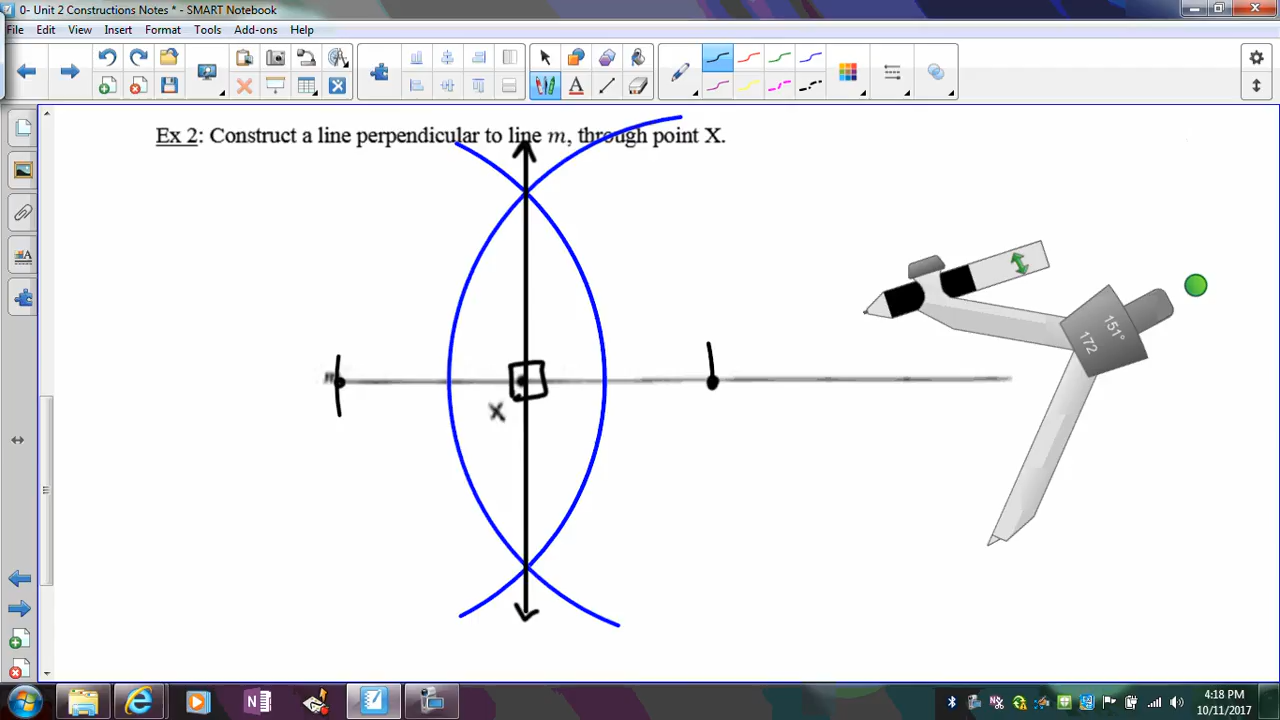 0- Unit 2 Constructions Notes * - SMART Notebook
File Edit View Insert Format Tools Add-ons Help
Ex 2: Construct a line perpendicular to line m, through point X.
151°
172
m
X
4:18 PM
10/11/2017